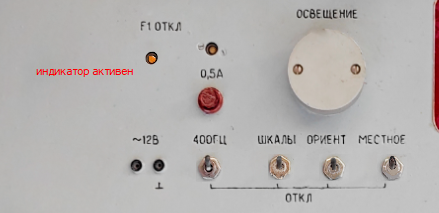 ОСВЕЩЕНИЕ
F1 ОТКЛ
индикатор активен
0,5А
~12В
400ГЦ
ШКАЛЫ
ОРИЕНТ
МЕСТНОЕ
ОТКЛ